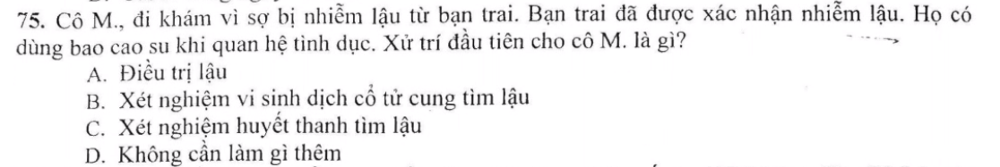 75. Cô M., đi khám vì sợ bị nhiễm lậu từ bạn trai. Bạn trai đã được xác nhận nhiễm lậu. Họ có
dùng bao cao su khi quan hệ tình dục. Xử trí đầu tiên cho cô M. là gì?
A. Điều trị lậu
B. Xét nghiệm vi sinh dịch cổ tử cung tìm lậu
C. Xét nghiệm huyết thanh tìm lậu
D. Không cần làm gì thêm